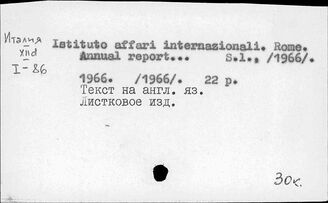 Италия
XIId
I-86
Istituto affari internazionali. Rome.
Annual report... S.l., /1966/.
1966. /1966/. 22 p.
Текст на англ. яз.
Листковое изд.
30к.